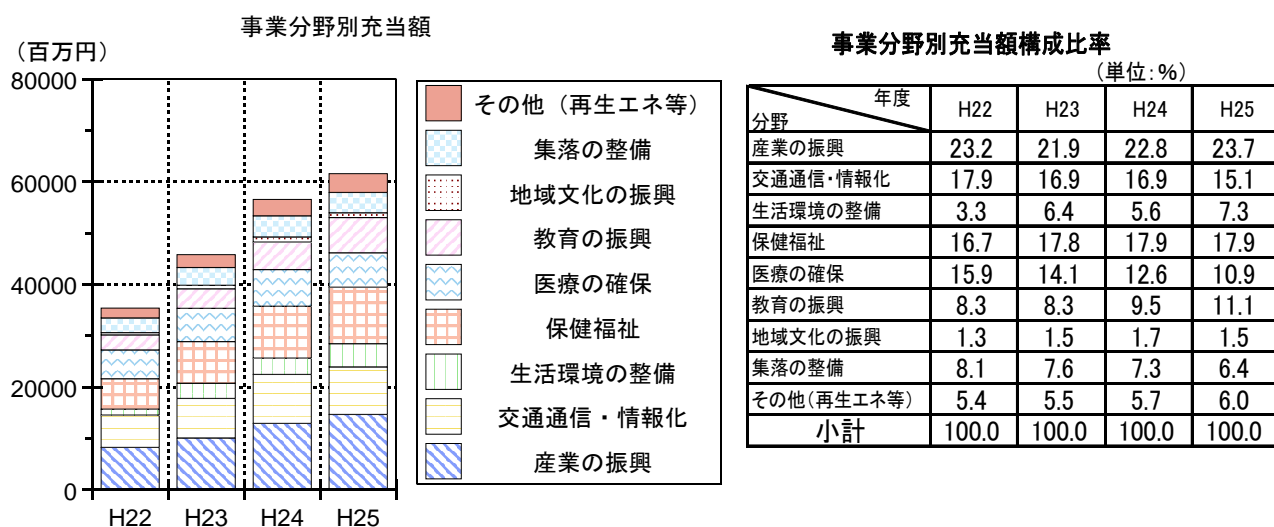 事業分野別充当額
（百万円）
80000
60000
40000
20000
0
H22 H23 H24 H25
その他（再生エネ等）
集落の整備
地域文化の振興
教育の振興
医療の確保
保健福祉
生活環境の整備
交通通信・情報化
産業の振興
事業分野別充当額構成比率
（単位：%）
年度
分野 H22 H23 H24 H25
産業の振興 23.2 21.9 22.8 23.7
交通通信・情報化 17.9 16.9 16.9 15.1
生活環境の整備 3.3 6.4 5.6 7.3
保健福祉 16.7 17.8 17.9 17.9
医療の確保 15.9 14.1 12.6 10.9
教育の振興 8.3 8.3 9.5 11.1
地域文化の振興 1.3 1.5 1.7 1.5
集落の整備 8.1 7.6 7.3 6.4
その他（再生エネ等） 5.4 5.5 5.7 6.0
小計 100.0 100.0 100.0 100.0